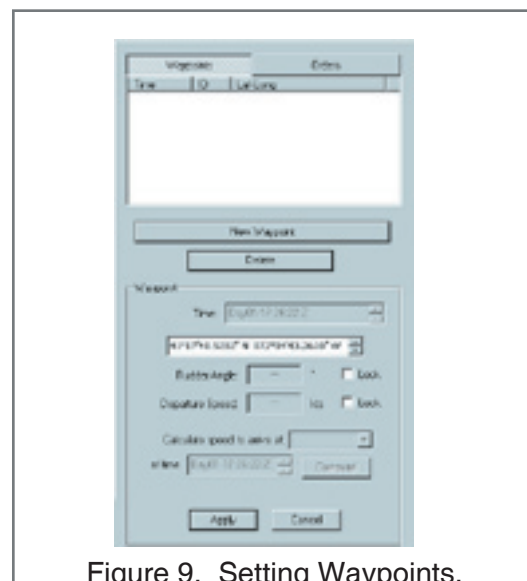 Waypoints Orders
Time ID Lat-Long
New Waypoint
Delete
Waypoint
Time:
Rudder Angle: --- ° Lock
Departure Speed: --- kts Lock
Calculate speed to arrive at
at time
Apply Cancel
Figure 9. Setting Waypoints.